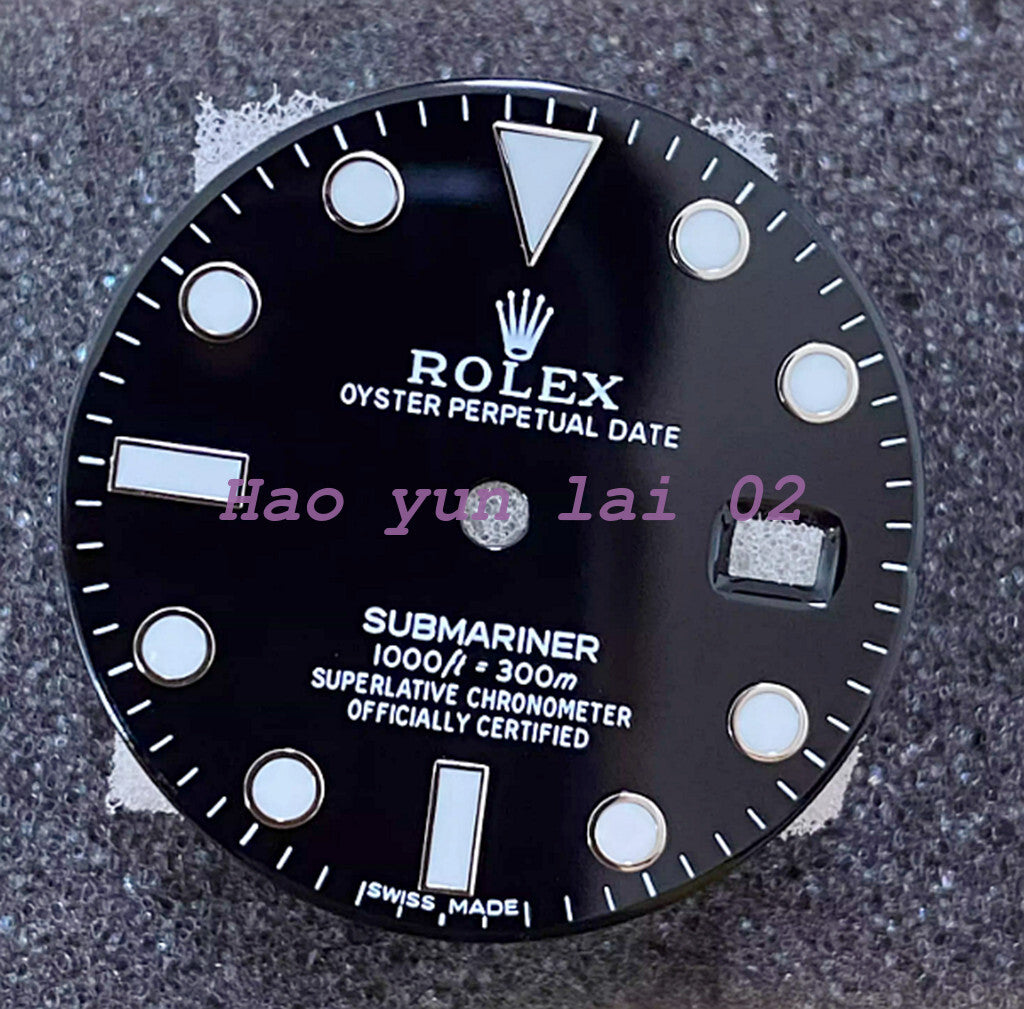 ROLEX
OYSTER PERPETUAL DATE
Hao yun lai 02
SUBMARINER
1000ft = 300m
SUPERLATIVE CHRONOMETER
OFFICIALLY CERTIFIED
SWISS MADE